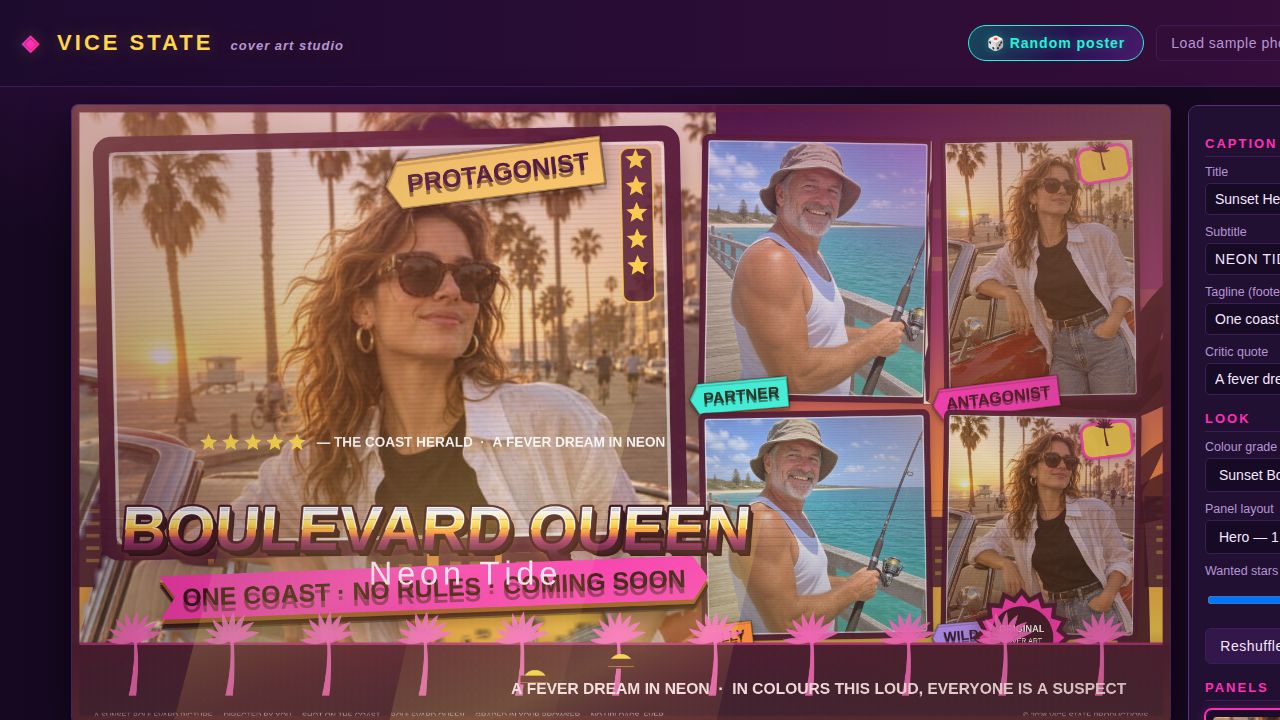 ◆ VICE STATE cover art studio
🎲 Random poster
Load sample pho
PROTAGONIST
PARTNER
ANTAGONIST
— THE COAST HERALD · A FEVER DREAM IN NEON
BOULEVARD QUEEN
Neon Tide
ONE COAST · NO RULES · COMING SOON
WILD
A FEVER DREAM IN NEON · IN COLOURS THIS LOUD, EVERYONE IS A SUSPECT
CAPTION
Title
Sunset He
Subtitle
NEON TID
Tagline (foote
One coast
Critic quote
A fever dre
LOOK
Colour grade
Sunset Bo
Panel layout
Hero — 1
Wanted stars
Reshuffle
PANELS